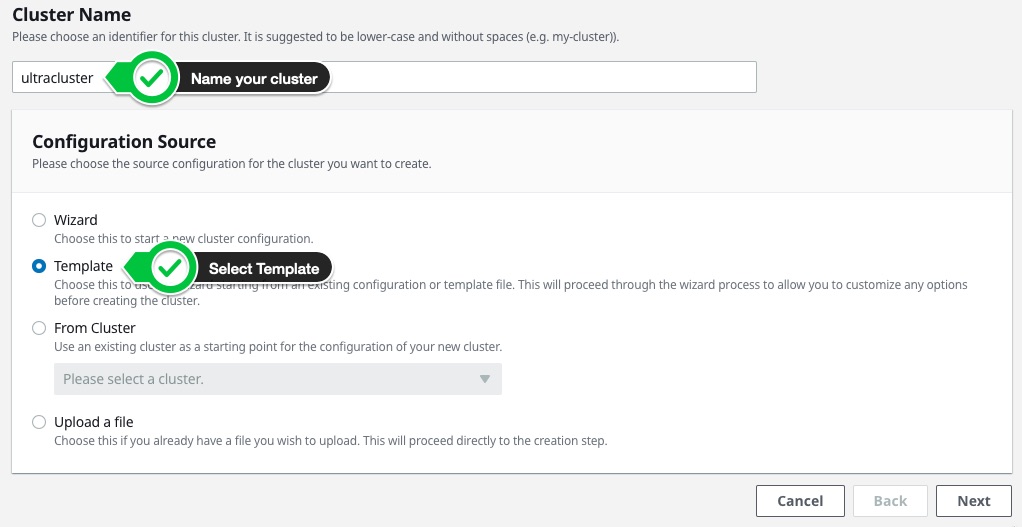 Cluster Name
Please choose an identifier for this cluster. It is suggested to be lower-case and without spaces (e.g. my-cluster)).
ultracluster
Name your cluster
Configuration Source
Please choose the source configuration for the cluster you want to create.
Wizard
Choose this to start a new cluster configuration.
Template
Select Template
Choose this to use wizard starting from an existing configuration or template file. This will proceed through the wizard process to allow you to customize any options
before creating the cluster.
From Cluster
Use an existing cluster as a starting point for the configuration of your new cluster.
Please select a cluster.
Upload a file
Choose this if you already have a file you wish to upload. This will proceed directly to the creation step.
Cancel
Back
Next